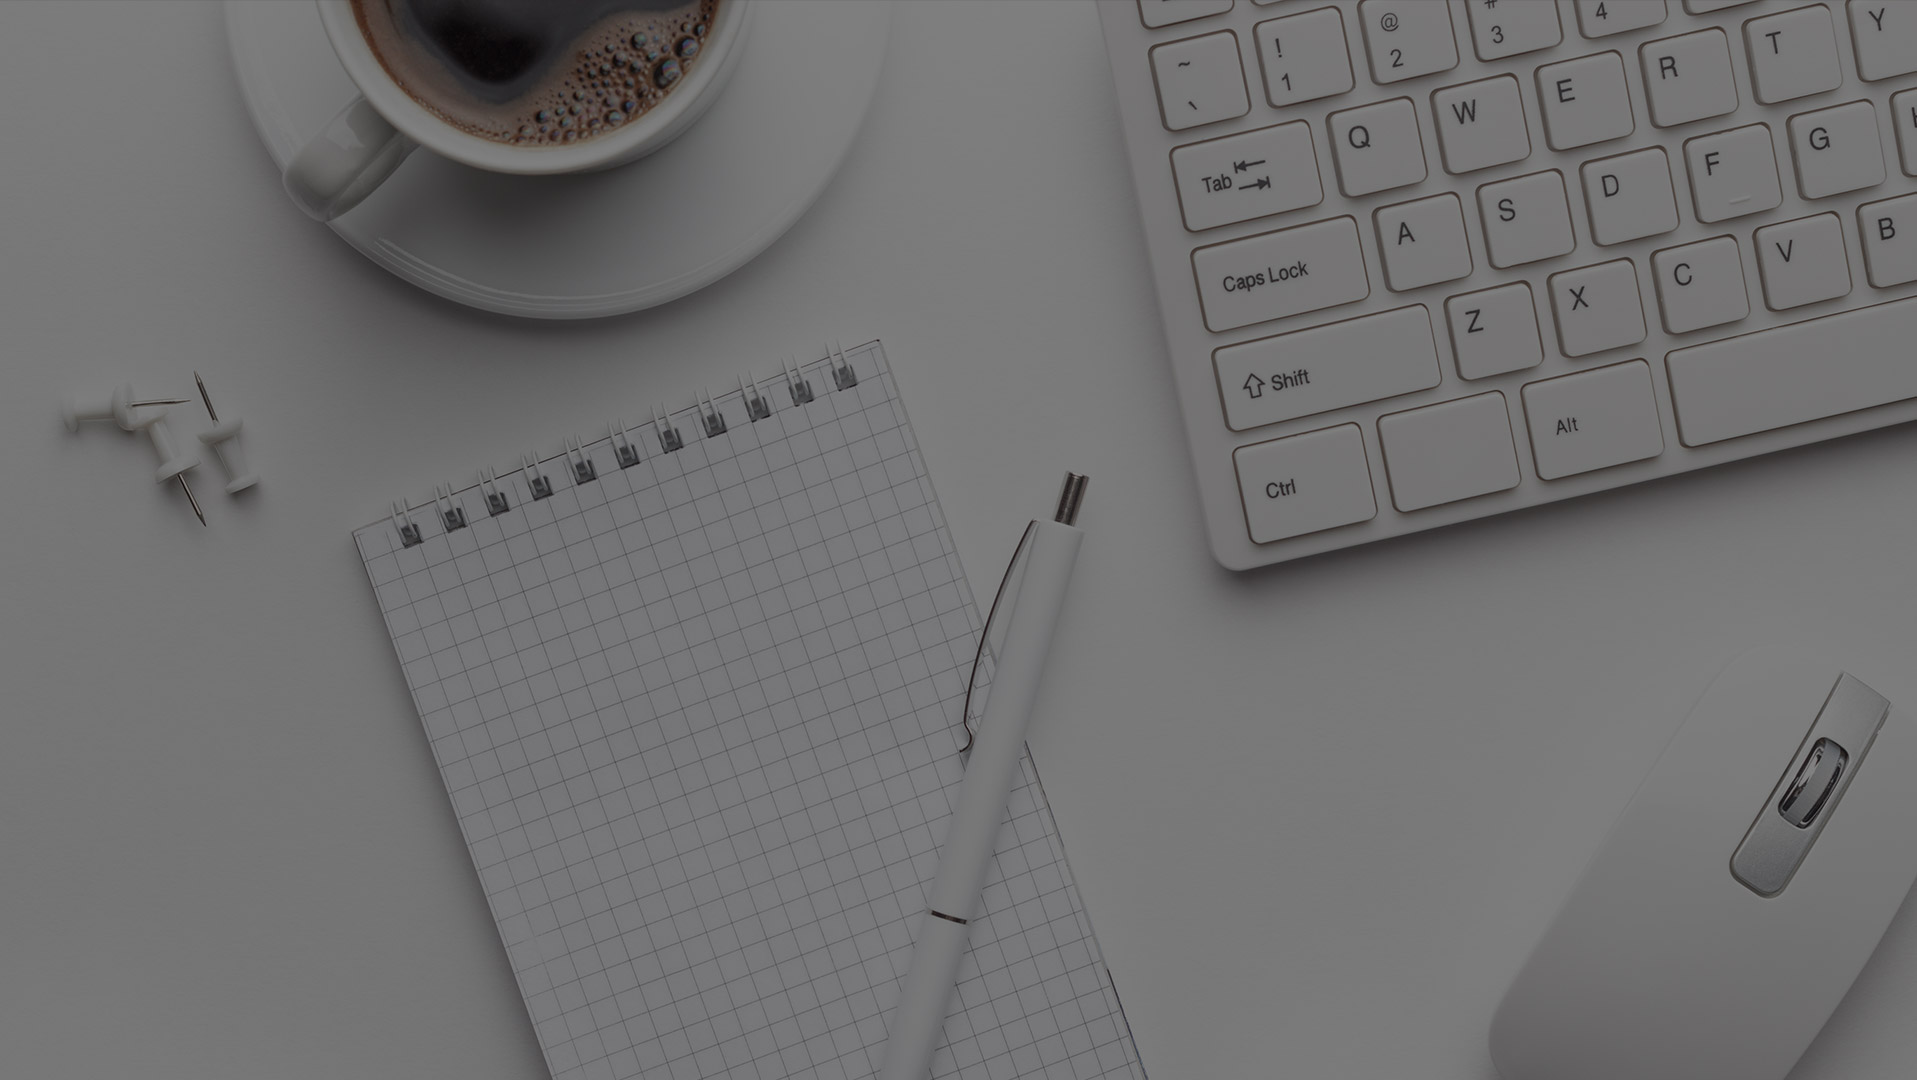 @ # 4
~ ! 2 3
` 1
Q W E R T Y
Tab
A S D F G
Caps Lock
Z X C V B
Shift
Ctrl Alt